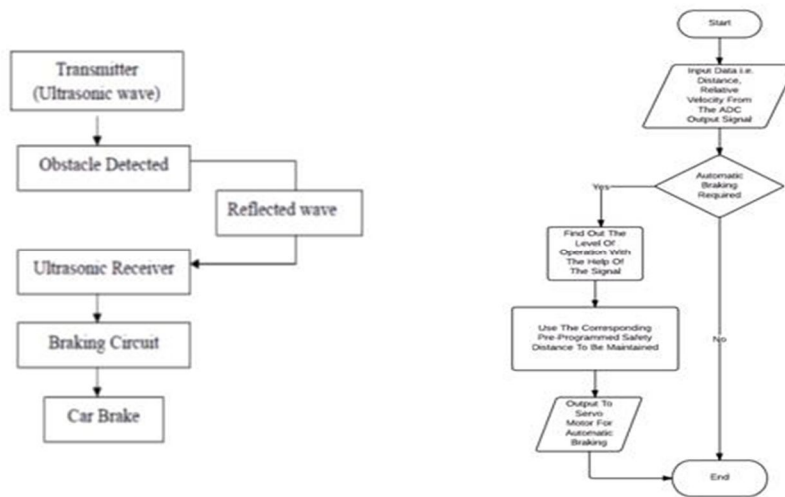 Transmitter
(Ultrasonic wave)
Obstacle Detected
Reflected wave
Ultrasonic Receiver
Braking Circuit
Car Brake
Start
Input Data i.e.
Distance,
Relative
Velocity From
The ADC
Output Signal
Automatic
Braking
Required
Yes
Find Out The
Level Of
Operation With
The Help Of
The Signal
Use The Corresponding
Pre-Programmed Safety
Distance To Be Maintained
No
Output To
Servo
Motor For
Automatic
Braking
End